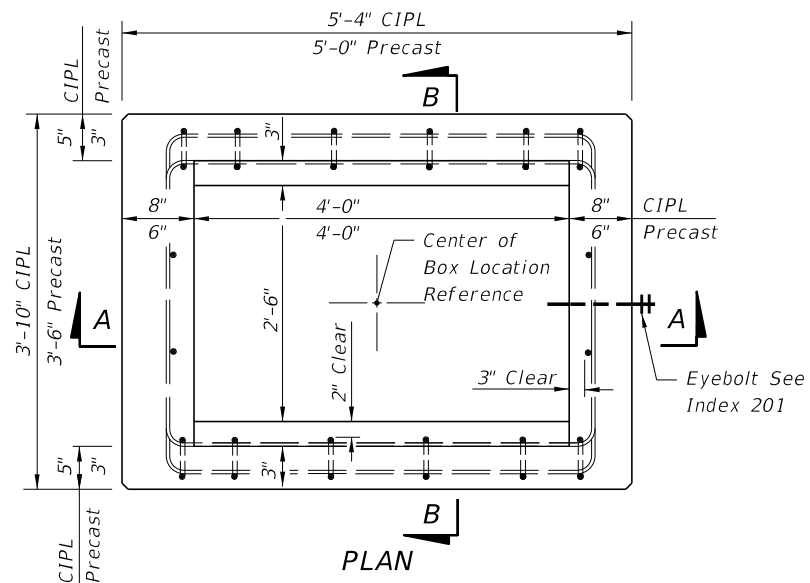 5'-4" CIPL
5'-0" Precast
CIPL
Precast
B
5"
3"
3"
8"
6"
4'-0"
4'-0"
8"
6"
CIPL
Precast
Center of
Box Location
Reference
3'-10" CIPL
3'-6" Precast
A
2'-6"
2" Clear
3" Clear
A
Eyebolt See
Index 201
5"
3"
3"
CIPL
Precast
B
PLAN